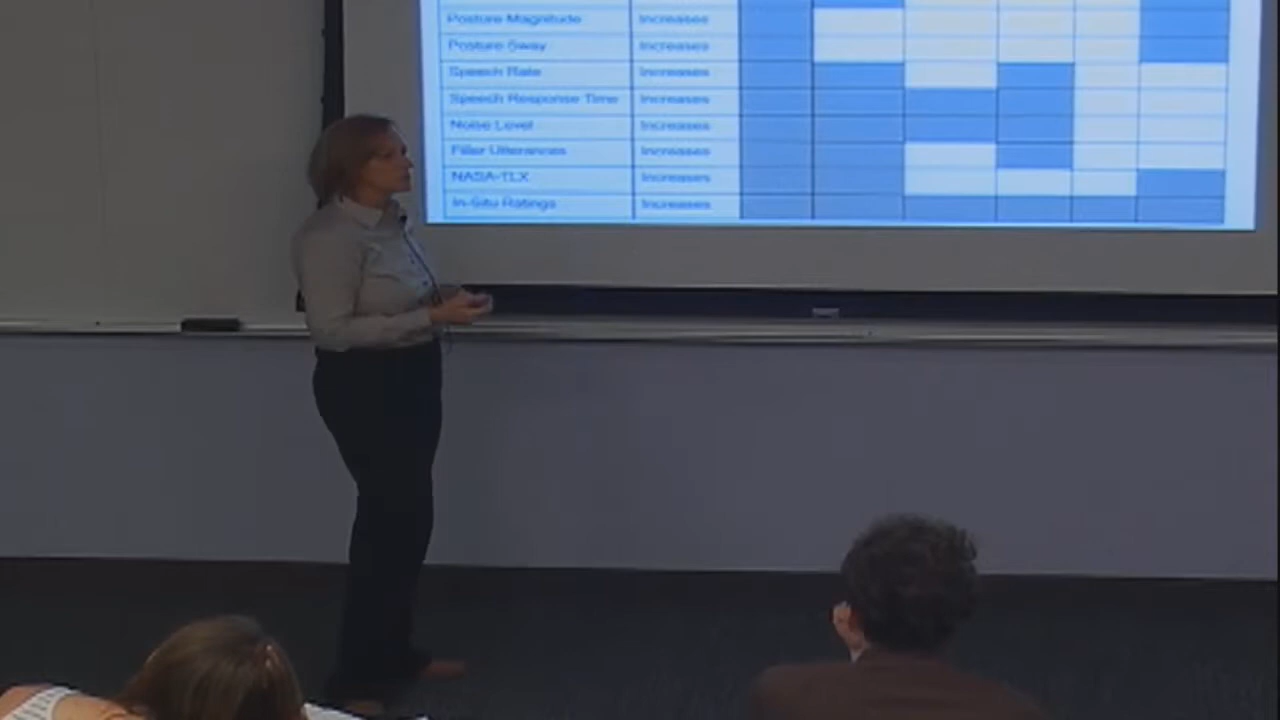 Posture Magnitude Increases
Posture Sway Increases
Speech Rate Increases
Speech Response Time Increases
Noise Level Increases
Filler Utterances Increases
NASA-TLX Increases
In-Situ Ratings Increases